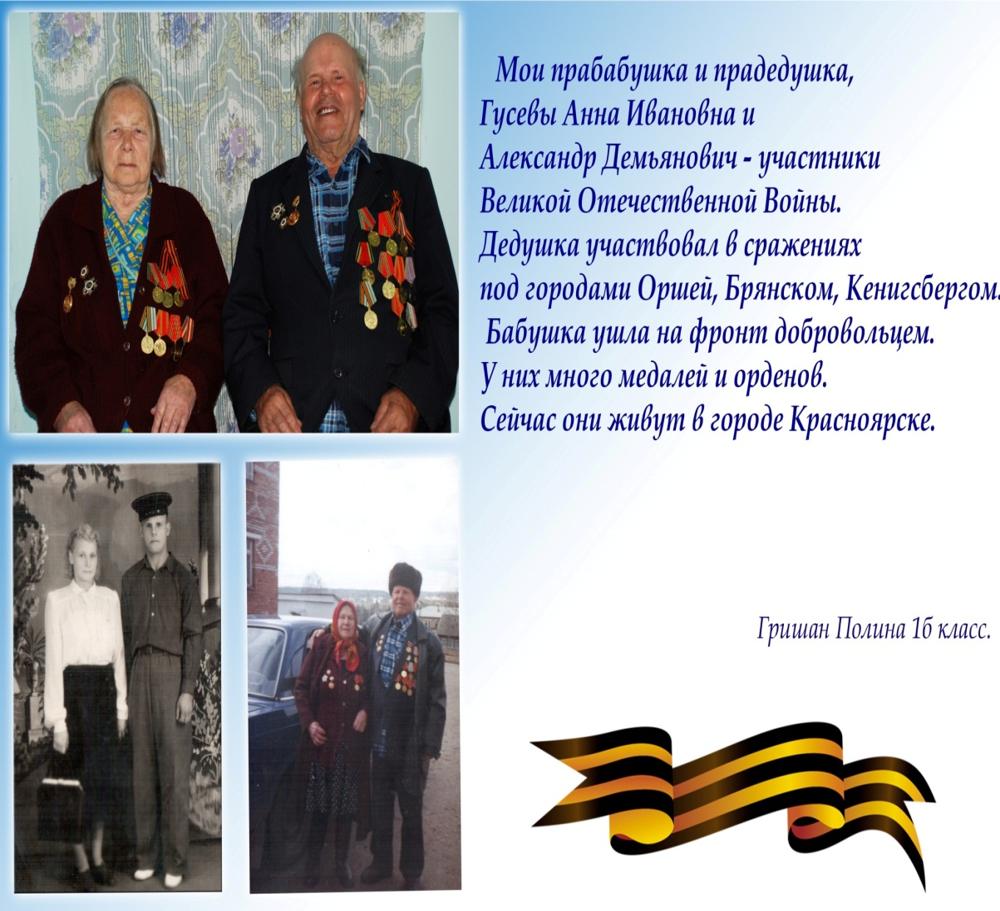 Мои прабабушка и прадедушка,
Гусевы Анна Ивановна и
Александр Демьянович - участники
Великой Отечественной Войны.
Дедушка участвовал в сражениях
под городами Оршей, Брянском, Кенигсбергом.
Бабушка ушла на фронт добровольцем.
У них много медалей и орденов.
Сейчас они живут в городе Красноярске.
Гришан Полина 1б класс.